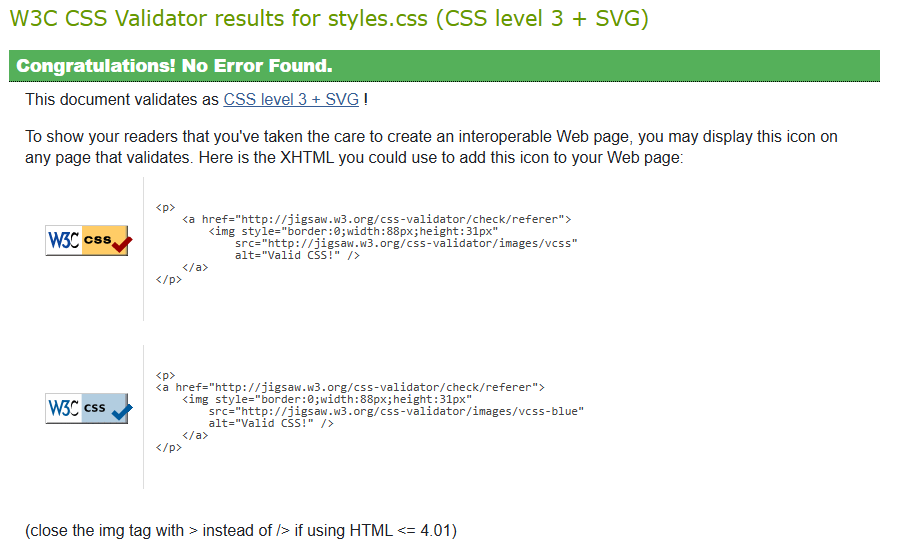 W3C CSS Validator results for styles.css (CSS level 3 + SVG)
Congratulations! No Error Found.
This document validates as CSS level 3 + SVG !
To show your readers that you've taken the care to create an interoperable Web page, you may display this icon on
any page that validates. Here is the XHTML you could use to add this icon to your Web page:
W3C css
<p>
    <a href="http://jigsaw.w3.org/css-validator/check/referer">
        <img style="border:0;width:88px;height:31px"
            src="http://jigsaw.w3.org/css-validator/images/vcss"
            alt="Valid CSS!" />
    </a>
</p>
W3C css
<p>
<a href="http://jigsaw.w3.org/css-validator/check/referer">
    <img style="border:0;width:88px;height:31px"
        src="http://jigsaw.w3.org/css-validator/images/vcss-blue"
        alt="Valid CSS!" />
    </a>
</p>
(close the img tag with > instead of /> if using HTML <= 4.01)